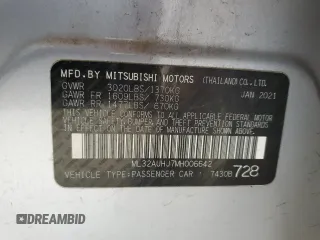 MFD.BY MITSUBISHI MOTORS (THAILAND)CO.,LTD.
GVWR 3020LBS/1370KG JAN 2021
GAWR FR 1609LBS/ 730KG
GAWR RR 1477LBS/ 670KG
THIS VEHICLE CONFORMS TO ALL APPLICABLE
FEDERAL MOTOR VEHICLE SAFETY, BUMPER AND
THEFT PREVENTION STANDARDS IN EFFECT ON THE
DATE OF MANUFACTURE SHOWN ABOVE.
ML32AUHJ7MH006642
VEHICLE TYPE:PASSENGER CAR / 7430B 728